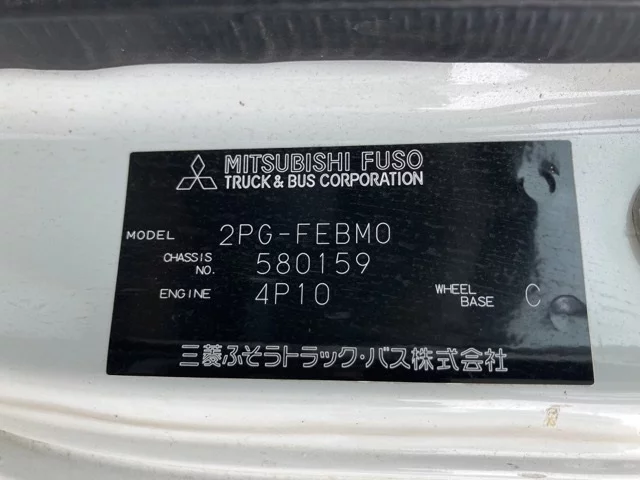 MITSUBISHI FUSO
TRUCK & BUS CORPORATION
MODEL 2PG-FEBM0
CHASSIS NO. 580159
ENGINE 4P10 WHEEL BASE C
三菱ふそうトラック・バス株式会社